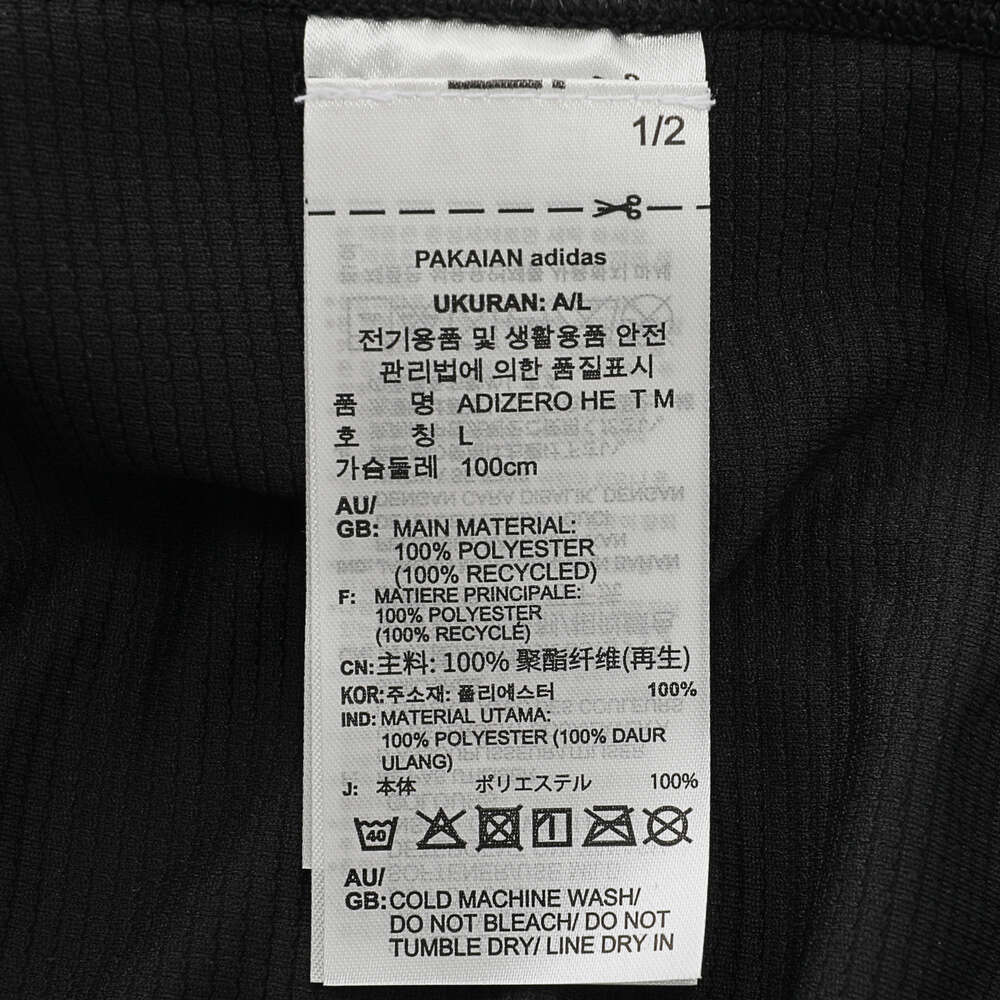 1/2
PAKAIAN adidas
UKURAN: A/L
전기용품 및 생활용품 안전
관리법에 의한 품질표시
품 명 ADIZERO HE T M
호 칭 L
가슴둘레 100cm
AU/
GB: MAIN MATERIAL:
100% POLYESTER
(100% RECYCLED)
F: MATIERE PRINCIPALE:
100% POLYESTER
(100% RECYCLÉ)
CN:主料: 100% 聚酯纤维(再生)
KOR:주소재: 폴리에스터 100%
IND: MATERIAL UTAMA:
100% POLYESTER (100% DAUR
ULANG)
J: 本体 ポリエステル 100%
40
AU/
GB: COLD MACHINE WASH/
DO NOT BLEACH/ DO NOT
TUMBLE DRY/ LINE DRY IN